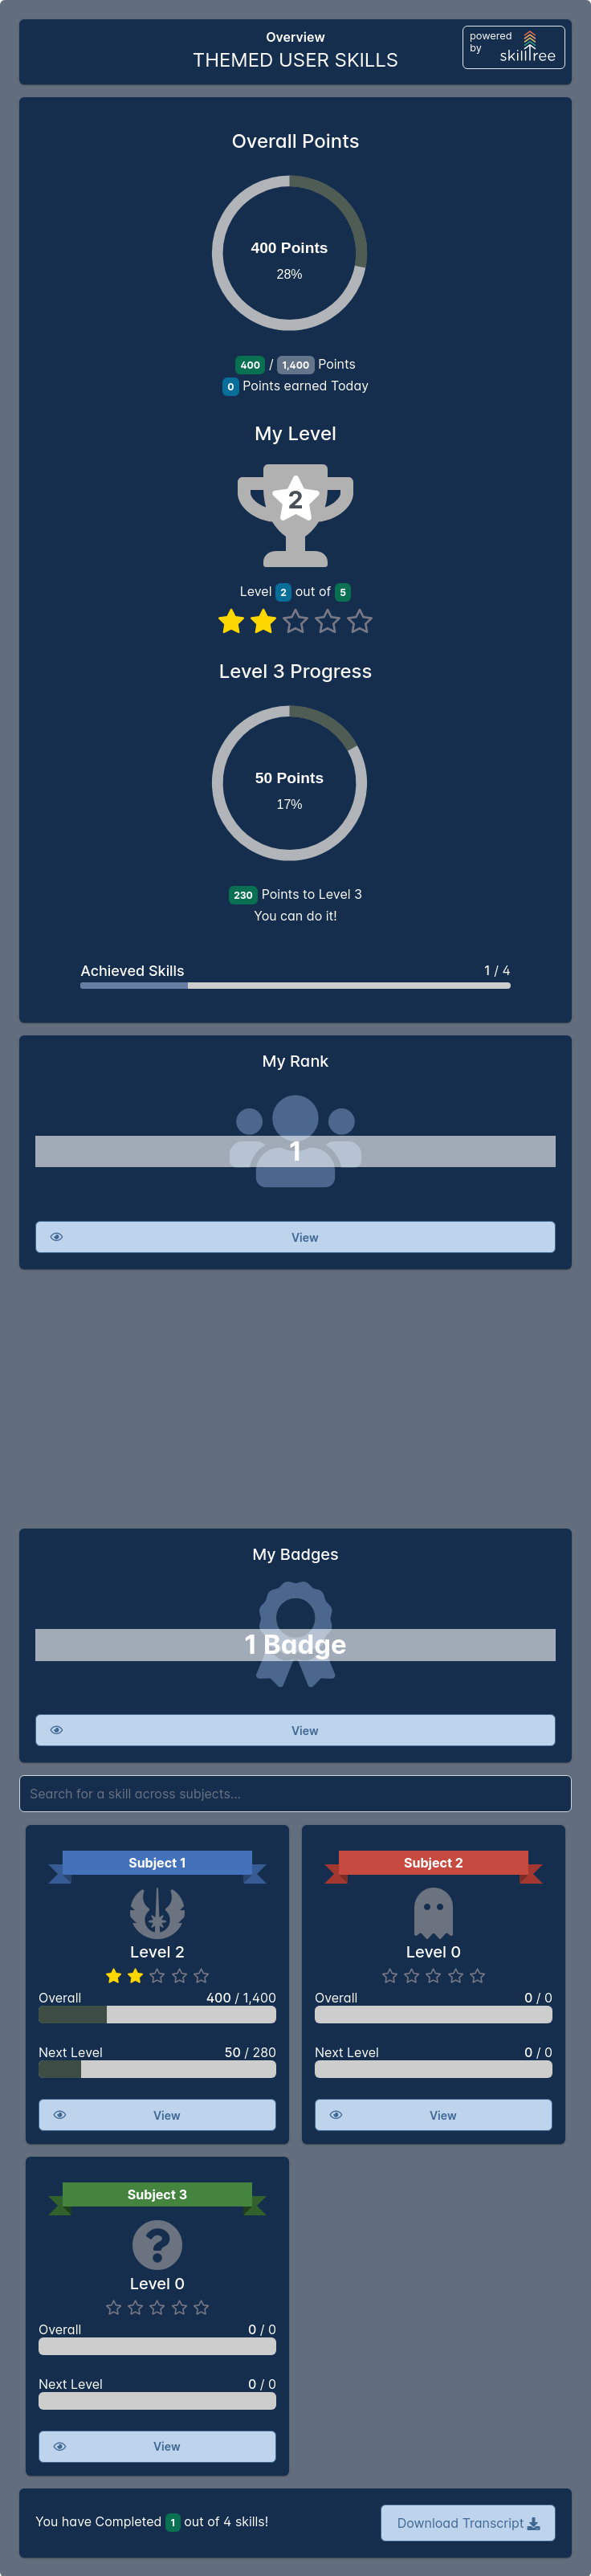 Overview
THEMED USER SKILLS
powered
by
skilltree
Overall Points
400 Points
28%
400 / 1,400 Points
0 Points earned Today
My Level
2
Level 2 out of 5
Level 3 Progress
50 Points
17%
230 Points to Level 3
You can do it!
Achieved Skills 1 / 4
My Rank
1
View
My Badges
1 Badge
View
Search for a skill across subjects...
Subject 1
Level 2
Overall 400 / 1,400
Next Level 50 / 280
View
Subject 2
Level 0
Overall 0 / 0
Next Level 0 / 0
View
Subject 3
Level 0
Overall 0 / 0
Next Level 0 / 0
View
You have Completed 1 out of 4 skills!
Download Transcript